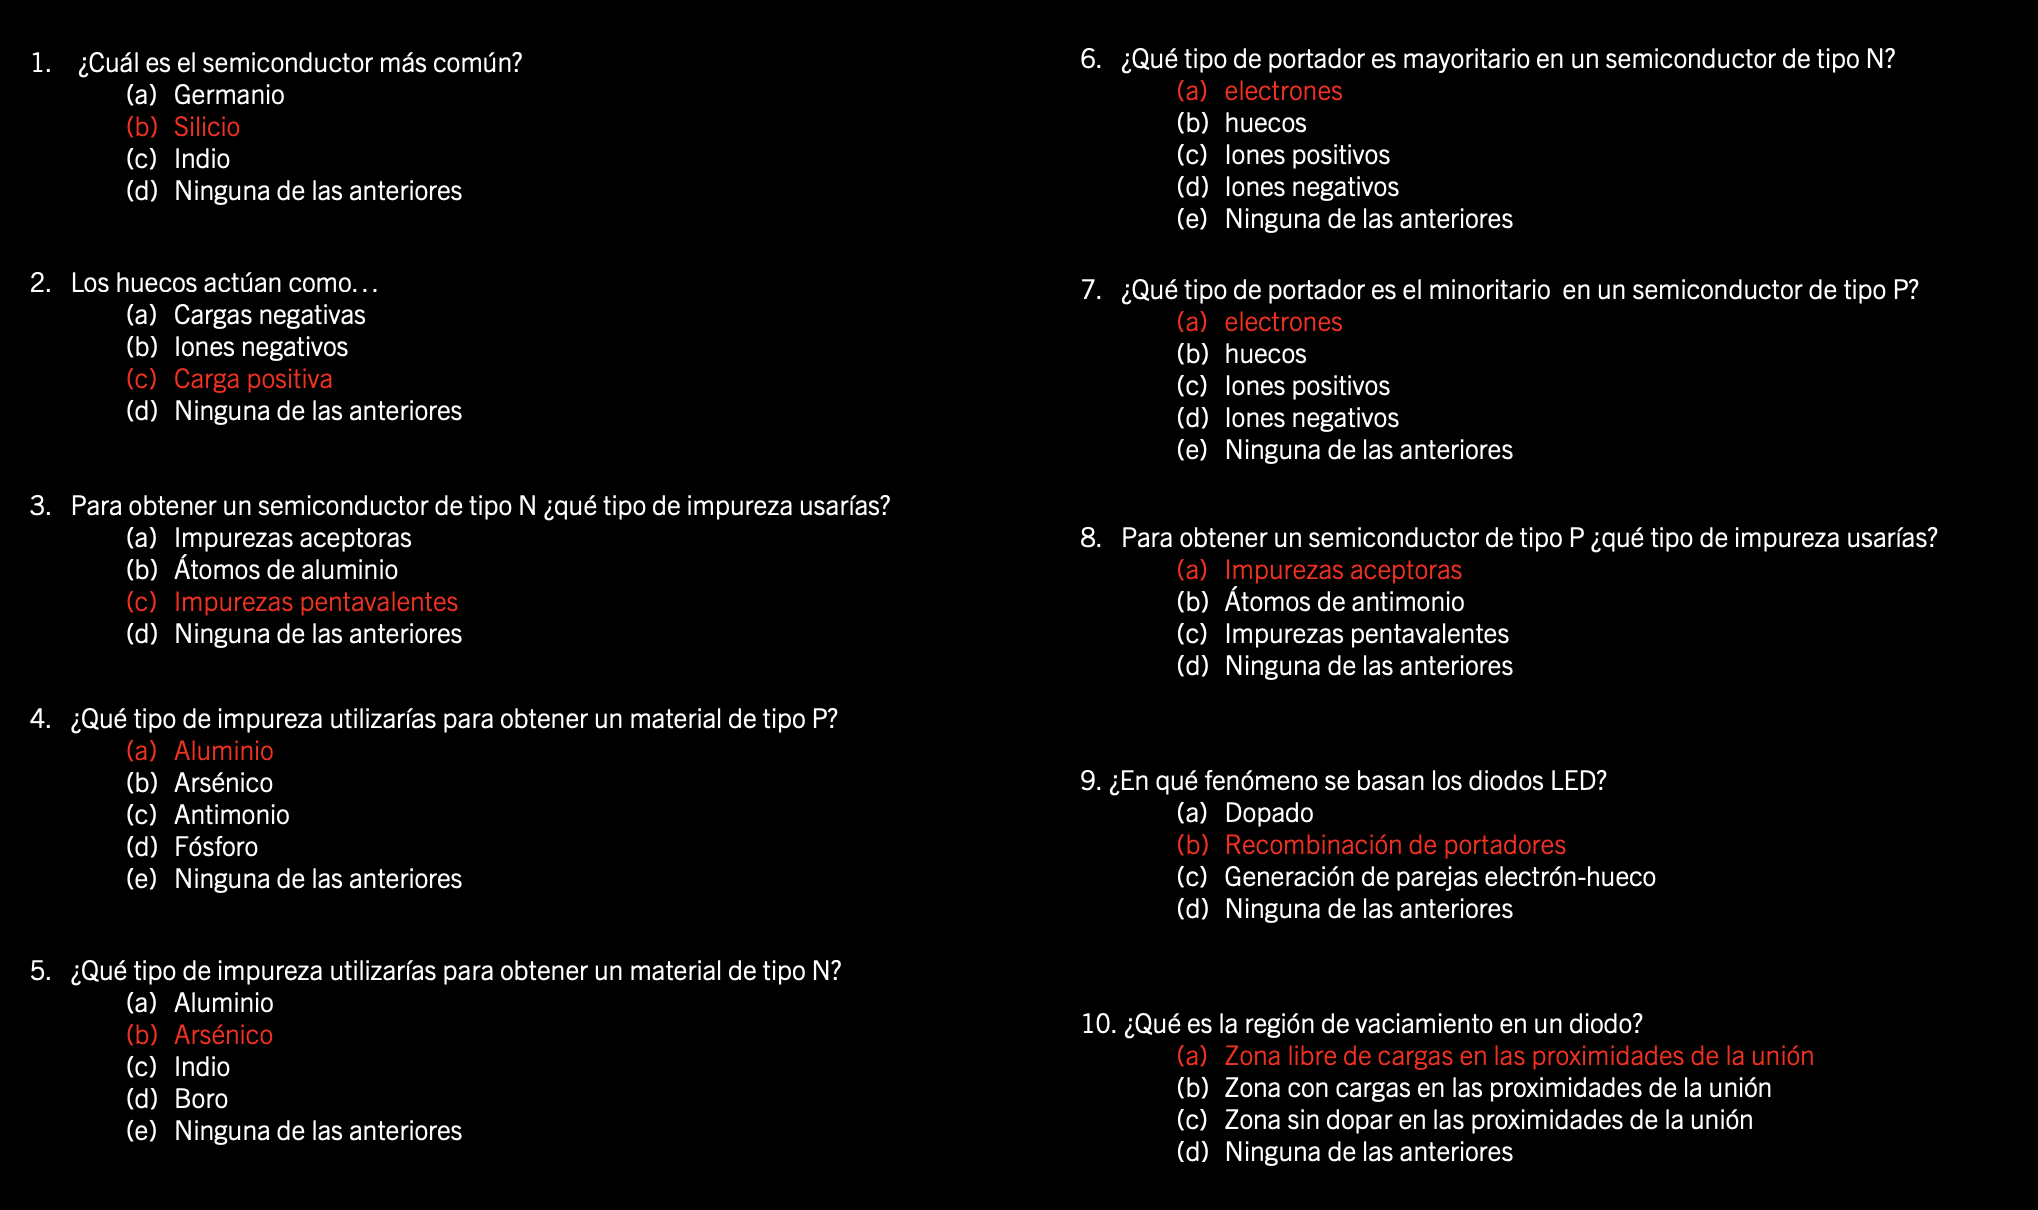 1. ¿Cuál es el semiconductor más común?
(a) Germanio
(b) Silicio
(c) Indio
(d) Ninguna de las anteriores
2. Los huecos actúan como…
(a) Cargas negativas
(b) Iones negativos
(c) Carga positiva
(d) Ninguna de las anteriores
3. Para obtener un semiconductor de tipo N ¿qué tipo de impureza usarías?
(a) Impurezas aceptoras
(b) Átomos de aluminio
(c) Impurezas pentavalentes
(d) Ninguna de las anteriores
4. ¿Qué tipo de impureza utilizarías para obtener un material de tipo P?
(a) Aluminio
(b) Arsénico
(c) Antimonio
(d) Fósforo
(e) Ninguna de las anteriores
5. ¿Qué tipo de impureza utilizarías para obtener un material de tipo N?
(a) Aluminio
(b) Arsénico
(c) Indio
(d) Boro
(e) Ninguna de las anteriores
6. ¿Qué tipo de portador es mayoritario en un semiconductor de tipo N?
(a) electrones
(b) huecos
(c) Iones positivos
(d) Iones negativos
(e) Ninguna de las anteriores
7. ¿Qué tipo de portador es el minoritario en un semiconductor de tipo P?
(a) electrones
(b) huecos
(c) Iones positivos
(d) Iones negativos
(e) Ninguna de las anteriores
8. Para obtener un semiconductor de tipo P ¿qué tipo de impureza usarías?
(a) Impurezas aceptoras
(b) Átomos de antimonio
(c) Impurezas pentavalentes
(d) Ninguna de las anteriores
9. ¿En qué fenómeno se basan los diodos LED?
(a) Dopado
(b) Recombinación de portadores
(c) Generación de parejas electrón-hueco
(d) Ninguna de las anteriores
10. ¿Qué es la región de vaciamiento en un diodo?
(a) Zona libre de cargas en las proximidades de la unión
(b) Zona con cargas en las proximidades de la unión
(c) Zona sin dopar en las proximidades de la unión
(d) Ninguna de las anteriores